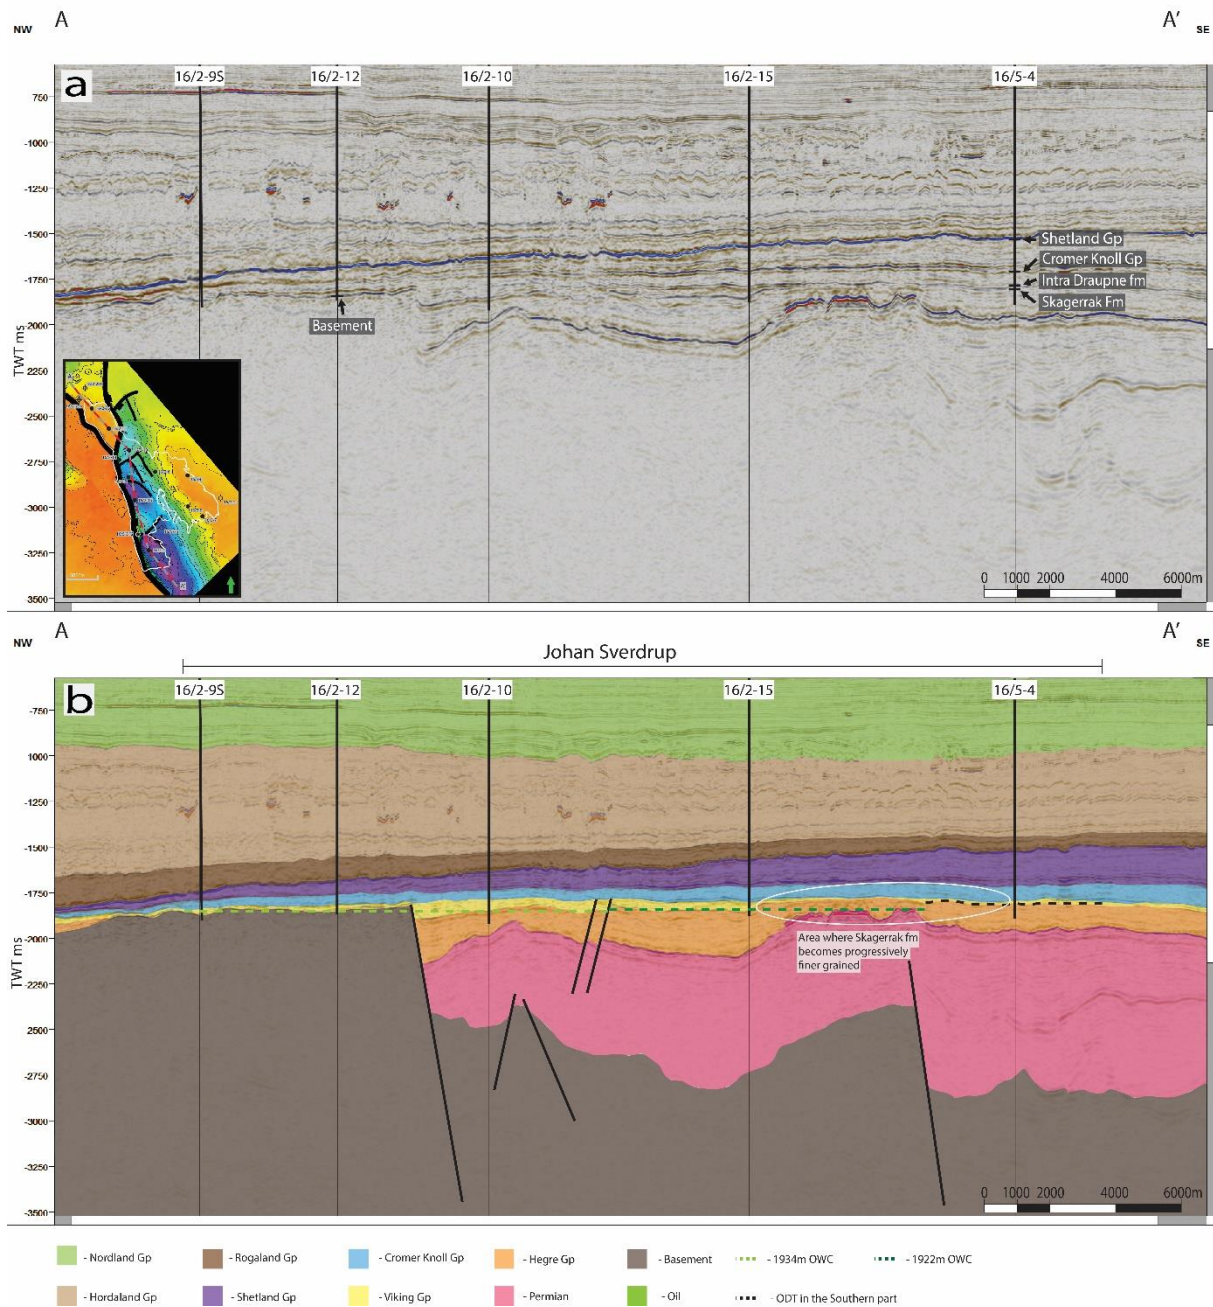 A
A'
NW
SE
a
16/2-9S
16/2-12
16/2-10
16/2-15
16/5-4
-750
-1000
-1250
-1500
-1750
-2000
-2250
-2500
-2750
-3000
-3250
-3500
TWT ms
Shetland Gp
Cromer Knoll Gp
Intra Draupne fm
Skagerrak Fm
Basement
0 1000 2000 4000 6000m
A
A'
NW
SE
Johan Sverdrup
b
16/2-9S
16/2-12
16/2-10
16/2-15
16/5-4
-750
-1000
-1250
-1500
-1750
-2000
-2250
-2500
-2750
-3000
-3250
-3500
TWT ms
Area where Skagerrak fm
becomes progressively
finer grained
0 1000 2000 4000 6000m
- Nordland Gp
- Rogaland Gp
- Cromer Knoll Gp
- Hegre Gp
- Basement
- 1934m OWC
- 1922m OWC
- Hordaland Gp
- Shetland Gp
- Viking Gp
- Permian
- Oil
- ODT in the Southern part